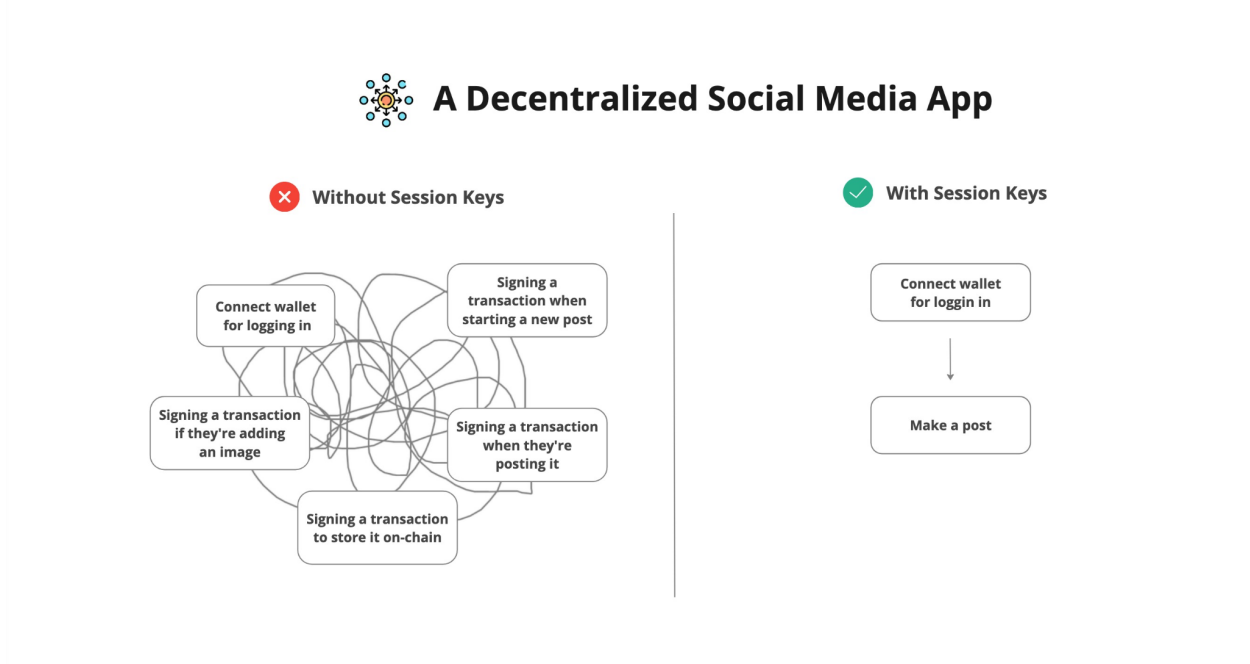 A Decentralized Social Media App
Without Session Keys
Connect wallet
for logging in
Signing a
transaction when
starting a new post
Signing a transaction
if they're adding
an image
Signing a transaction
when they're
posting it
Signing a transaction
to store it on-chain
With Session Keys
Connect wallet
for loggin in
Make a post